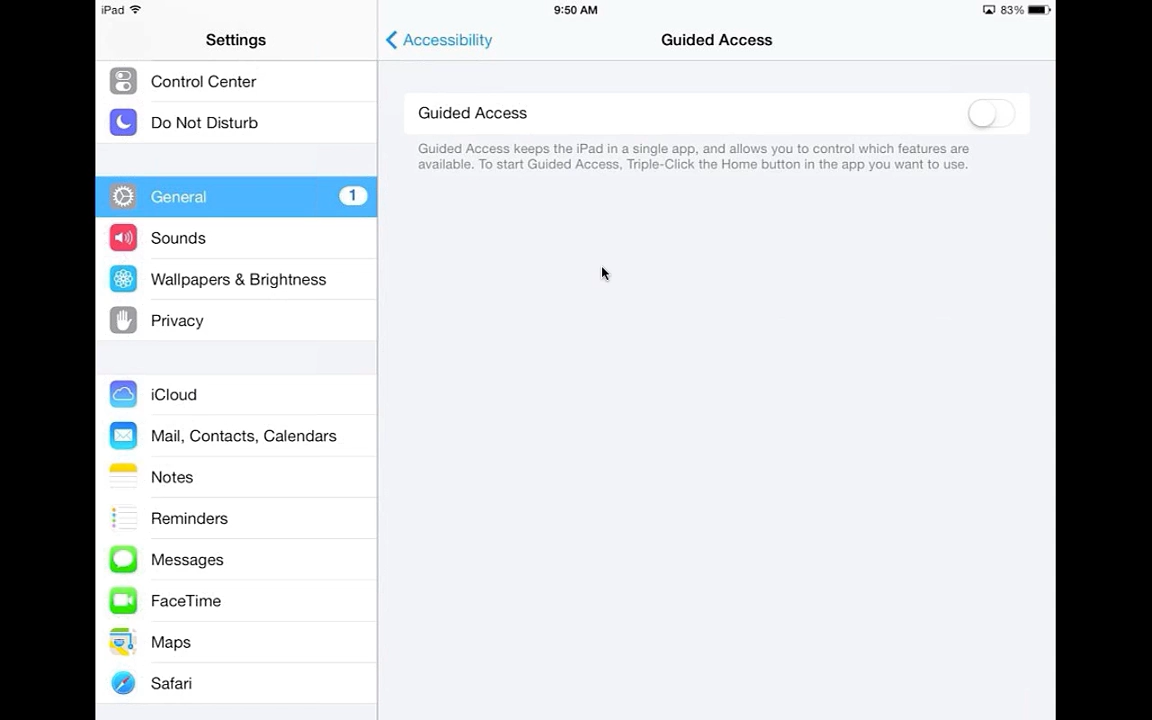 iPad
9:50 AM
83%
Settings
Accessibility
Guided Access
Control Center
Do Not Disturb
General
1
Sounds
Wallpapers & Brightness
Privacy
iCloud
Mail, Contacts, Calendars
Notes
Reminders
Messages
FaceTime
Maps
Safari
Guided Access
Guided Access keeps the iPad in a single app, and allows you to control which features are
available. To start Guided Access, Triple-Click the Home button in the app you want to use.